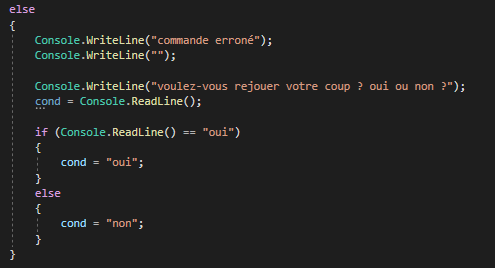 else
{
Console.WriteLine("commande erroné");
Console.WriteLine("");
Console.WriteLine("voulez-vous rejouer votre coup ? oui ou non ?");
cond = Console.ReadLine();
if (Console.ReadLine() == "oui")
{
cond = "oui";
}
else
{
cond = "non";
}
}